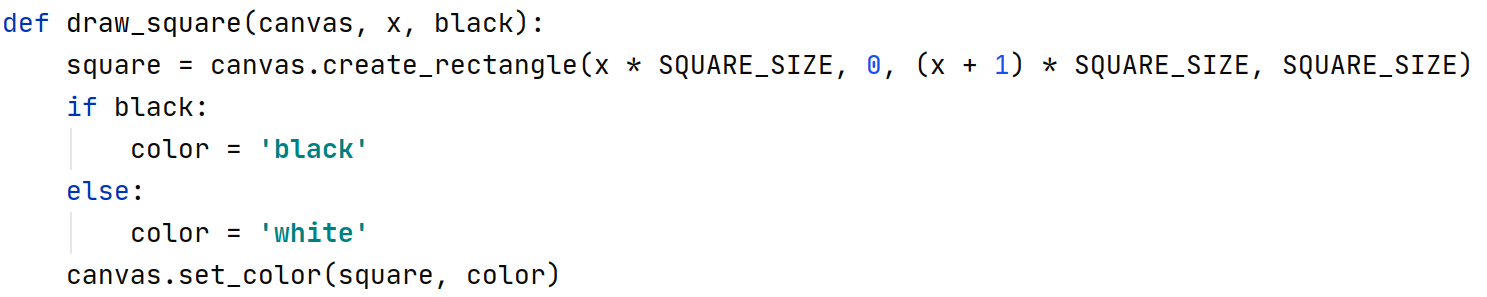 def draw_square(canvas, x, black):
    square = canvas.create_rectangle(x * SQUARE_SIZE, 0, (x + 1) * SQUARE_SIZE, SQUARE_SIZE)
    if black:
        color = 'black'
    else:
        color = 'white'
    canvas.set_color(square, color)